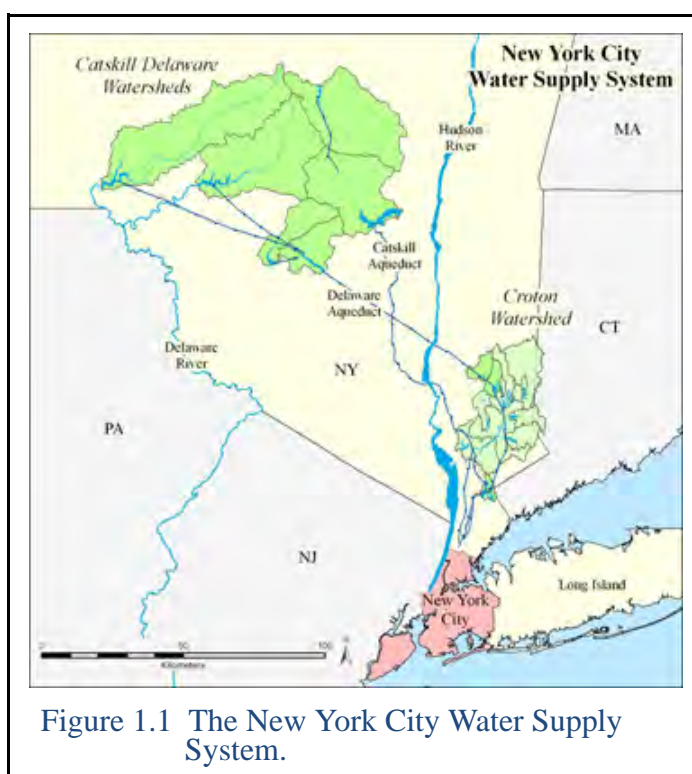 New York City
Water Supply System
Catskill Delaware
Watersheds
MA
Hudson
River
Catskill
Aqueduct
Delaware
Aqueduct
Croton
Watershed
CT
Delaware
River
NY
PA
NJ
Long Island
New York
City
0 50 100
Kilometers
N
Figure 1.1 The New York City Water Supply
System.